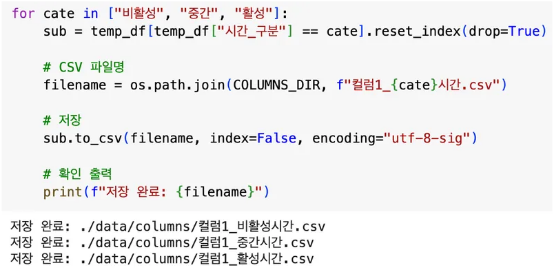 for cate in ["비활성", "중간", "활성"]:
    sub = temp_df[temp_df["시간_구분"] == cate].reset_index(drop=True)
    # CSV 파일명
    filename = os.path.join(COLUMNS_DIR, f"컬럼1_{cate}시간.csv")
    # 저장
    sub.to_csv(filename, index=False, encoding="utf-8-sig")
    # 확인 출력
    print(f"저장 완료: {filename}")
저장 완료: ./data/columns/컬럼1_비활성시간.csv
저장 완료: ./data/columns/컬럼1_중간시간.csv
저장 완료: ./data/columns/컬럼1_활성시간.csv